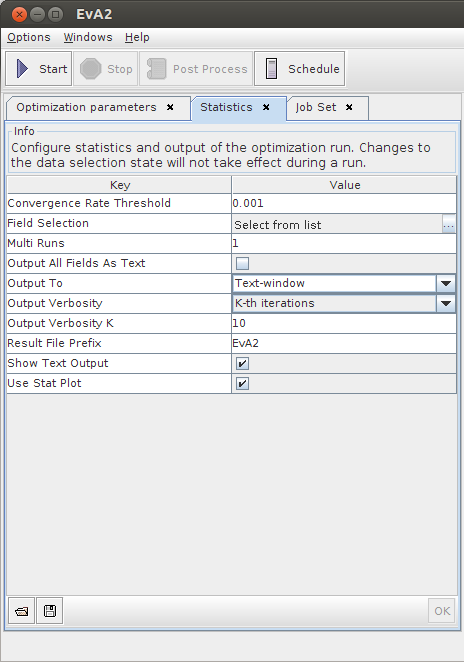 EvA2
Options Windows Help
Start Stop Post Process Schedule
Optimization parameters Statistics Job Set
Info
Configure statistics and output of the optimization run. Changes to
the data selection state will not take effect during a run.
Key Value
Convergence Rate Threshold 0.001
Field Selection Select from list ...
Multi Runs 1
Output All Fields As Text
Output To Text-window
Output Verbosity K-th iterations
Output Verbosity K 10
Result File Prefix EvA2
Show Text Output
Use Stat Plot
OK